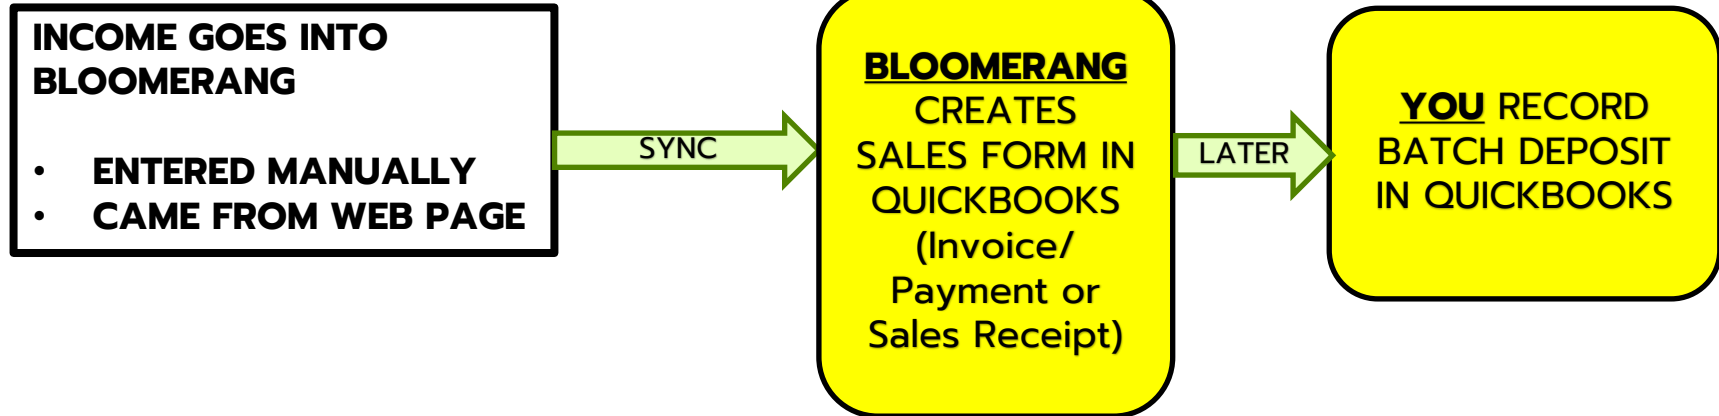 INCOME GOES INTO
BLOOMERANG
• ENTERED MANUALLY
• CAME FROM WEB PAGE
SYNC
BLOOMERANG
CREATES
SALES FORM IN
QUICKBOOKS
(Invoice/
Payment or
Sales Receipt)
LATER
YOU RECORD
BATCH DEPOSIT
IN QUICKBOOKS